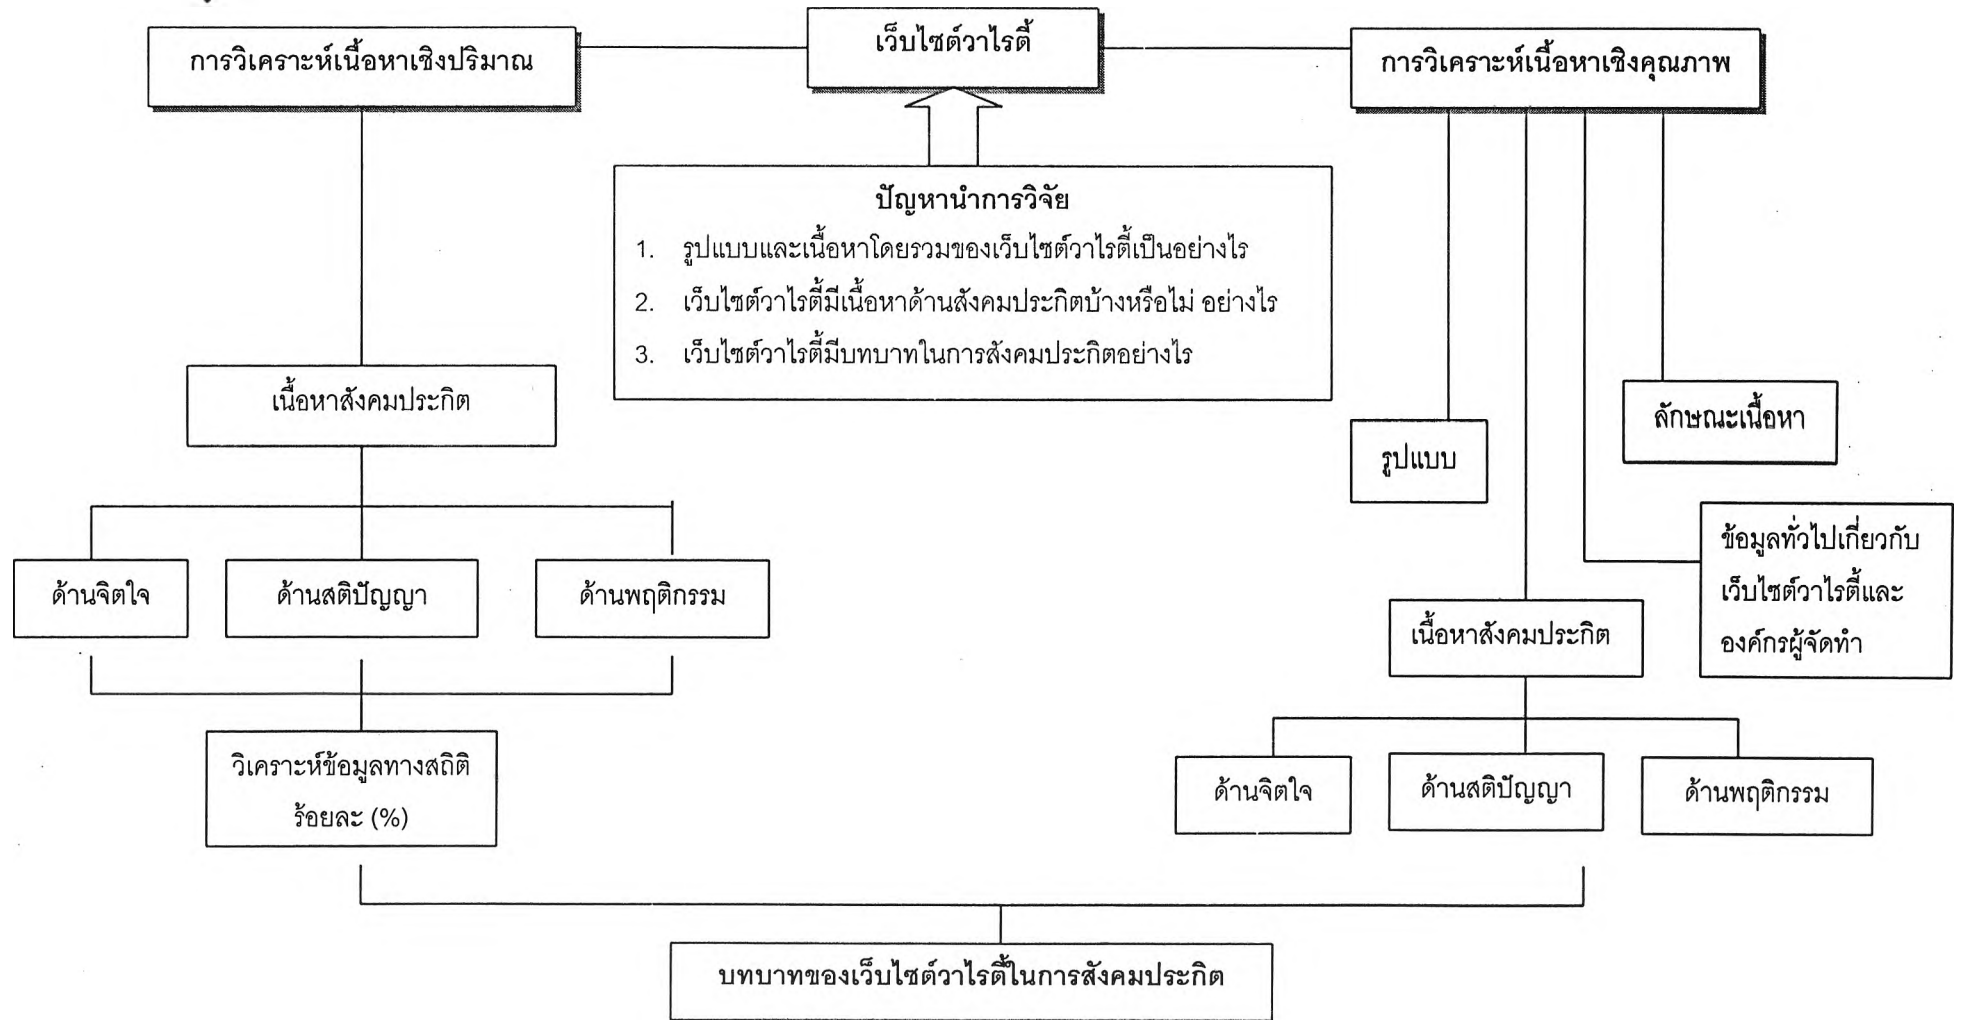 เว็บไซต์วาไรตี้
การวิเคราะห์เนื้อหาเชิงปริมาณ
การวิเคราะห์เนื้อหาเชิงคุณภาพ
ปัญหานำการวิจัย
1. รูปแบบและเนื้อหาโดยรวมของเว็บไซต์วาไรตี้เป็นอย่างไร
2. เว็บไซต์วาไรตี้มีเนื้อหาด้านสังคมประกิตบ้างหรือไม่ อย่างไร
3. เว็บไซต์วาไรตี้มีบทบาทในการสังคมประกิตอย่างไร
เนื้อหาสังคมประกิต
ลักษณะเนื้อหา
รูปแบบ
ข้อมูลทั่วไปเกี่ยวกับ
เว็บไซต์วาไรตี้และ
องค์กรผู้จัดทำ
ด้านจิตใจ
ด้านสติปัญญา
ด้านพฤติกรรม
เนื้อหาสังคมประกิต
วิเคราะห์ข้อมูลทางสถิติ
ร้อยละ (%)
ด้านจิตใจ
ด้านสติปัญญา
ด้านพฤติกรรม
บทบาทของเว็บไซต์วาไรตี้ในการสังคมประกิต